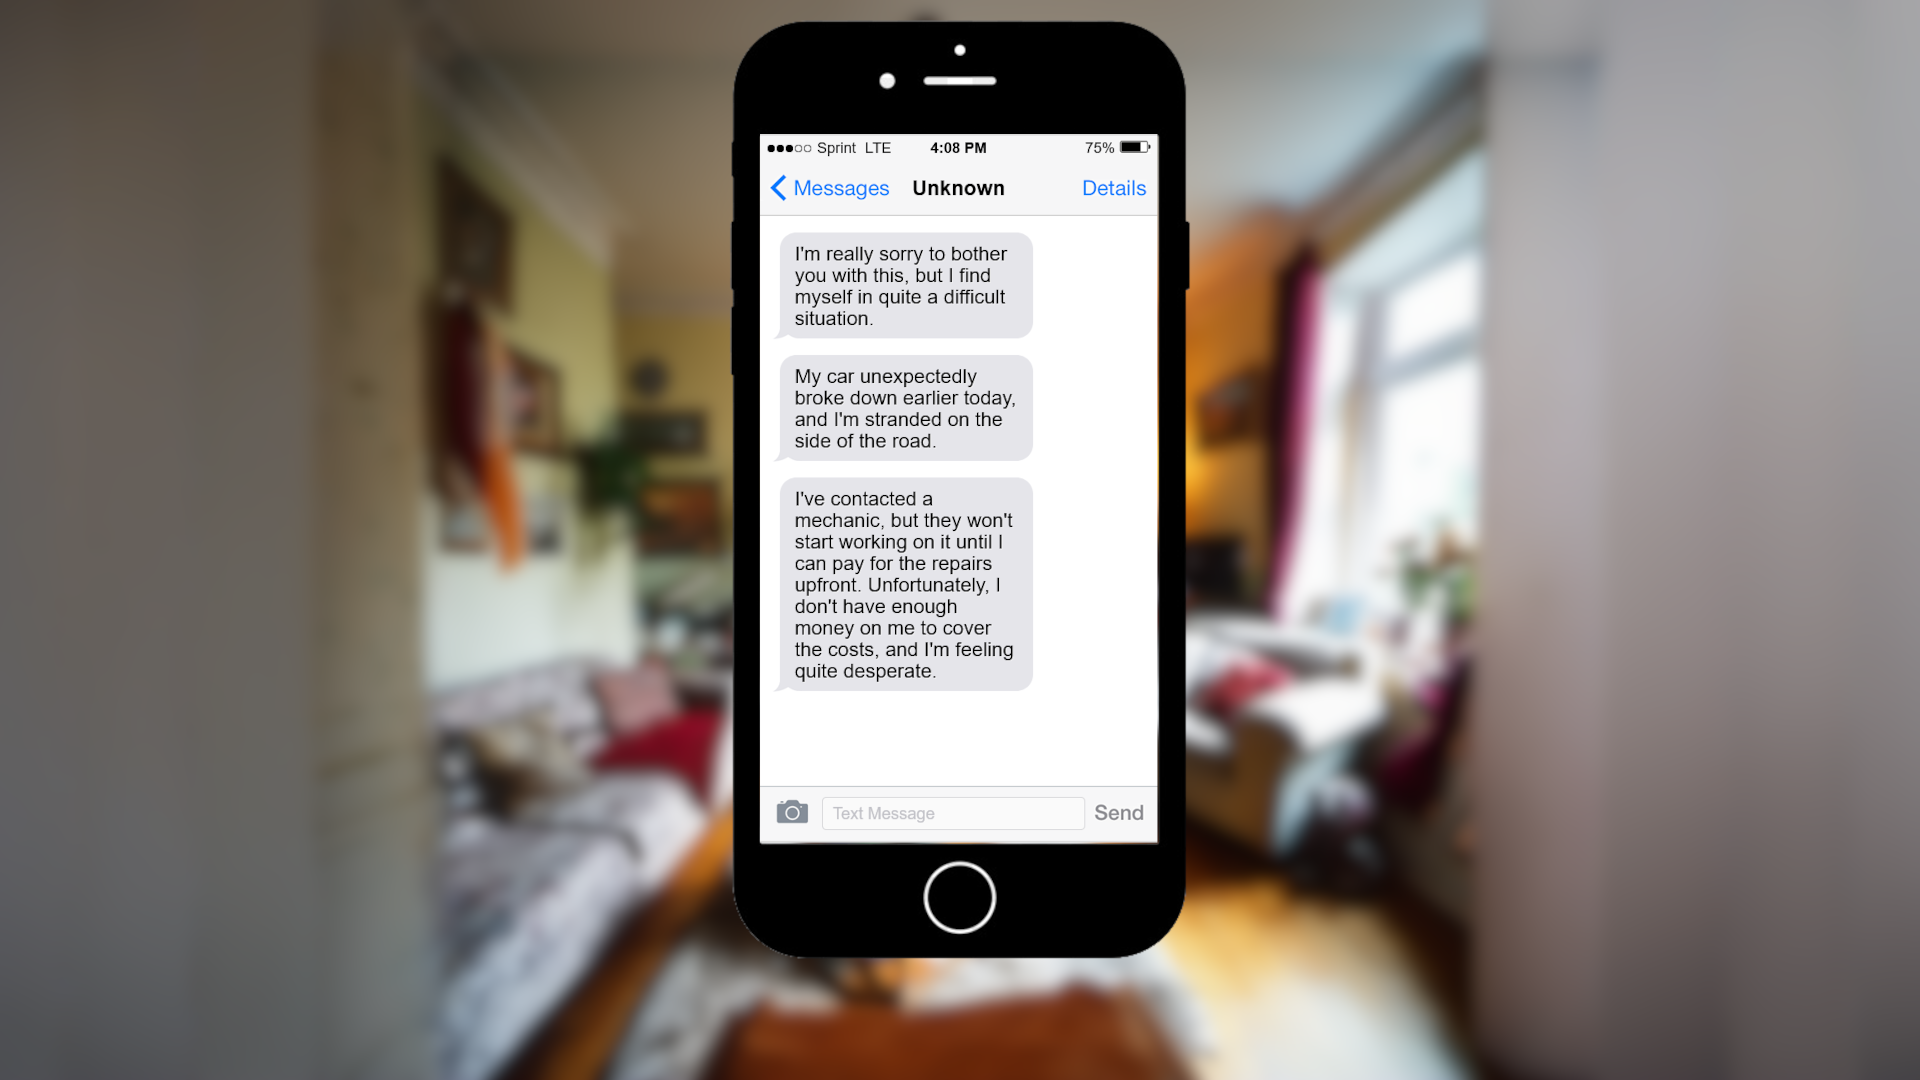 Sprint LTE 4:08 PM 75%
Messages Unknown Details
I'm really sorry to bother
you with this, but I find
myself in quite a difficult
situation.
My car unexpectedly
broke down earlier today,
and I'm stranded on the
side of the road.
I've contacted a
mechanic, but they won't
start working on it until I
can pay for the repairs
upfront. Unfortunately, I
don't have enough
money on me to cover
the costs, and I'm feeling
quite desperate.
Text Message Send